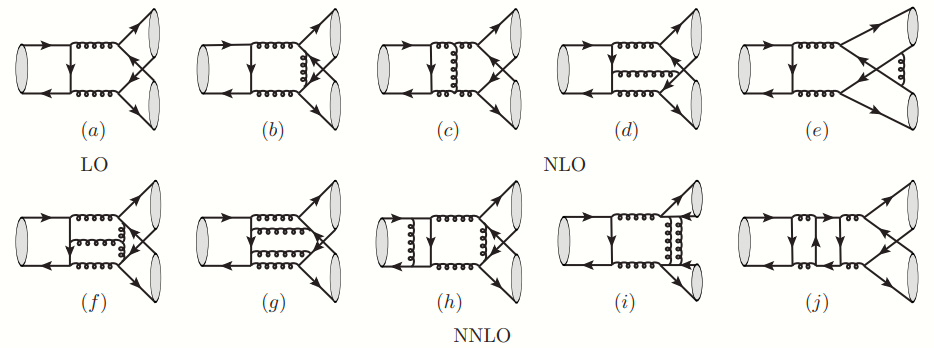 (a) (b) (c) (d) (e)
LO NLO
(f) (g) (h) (i) (j)
NNLO